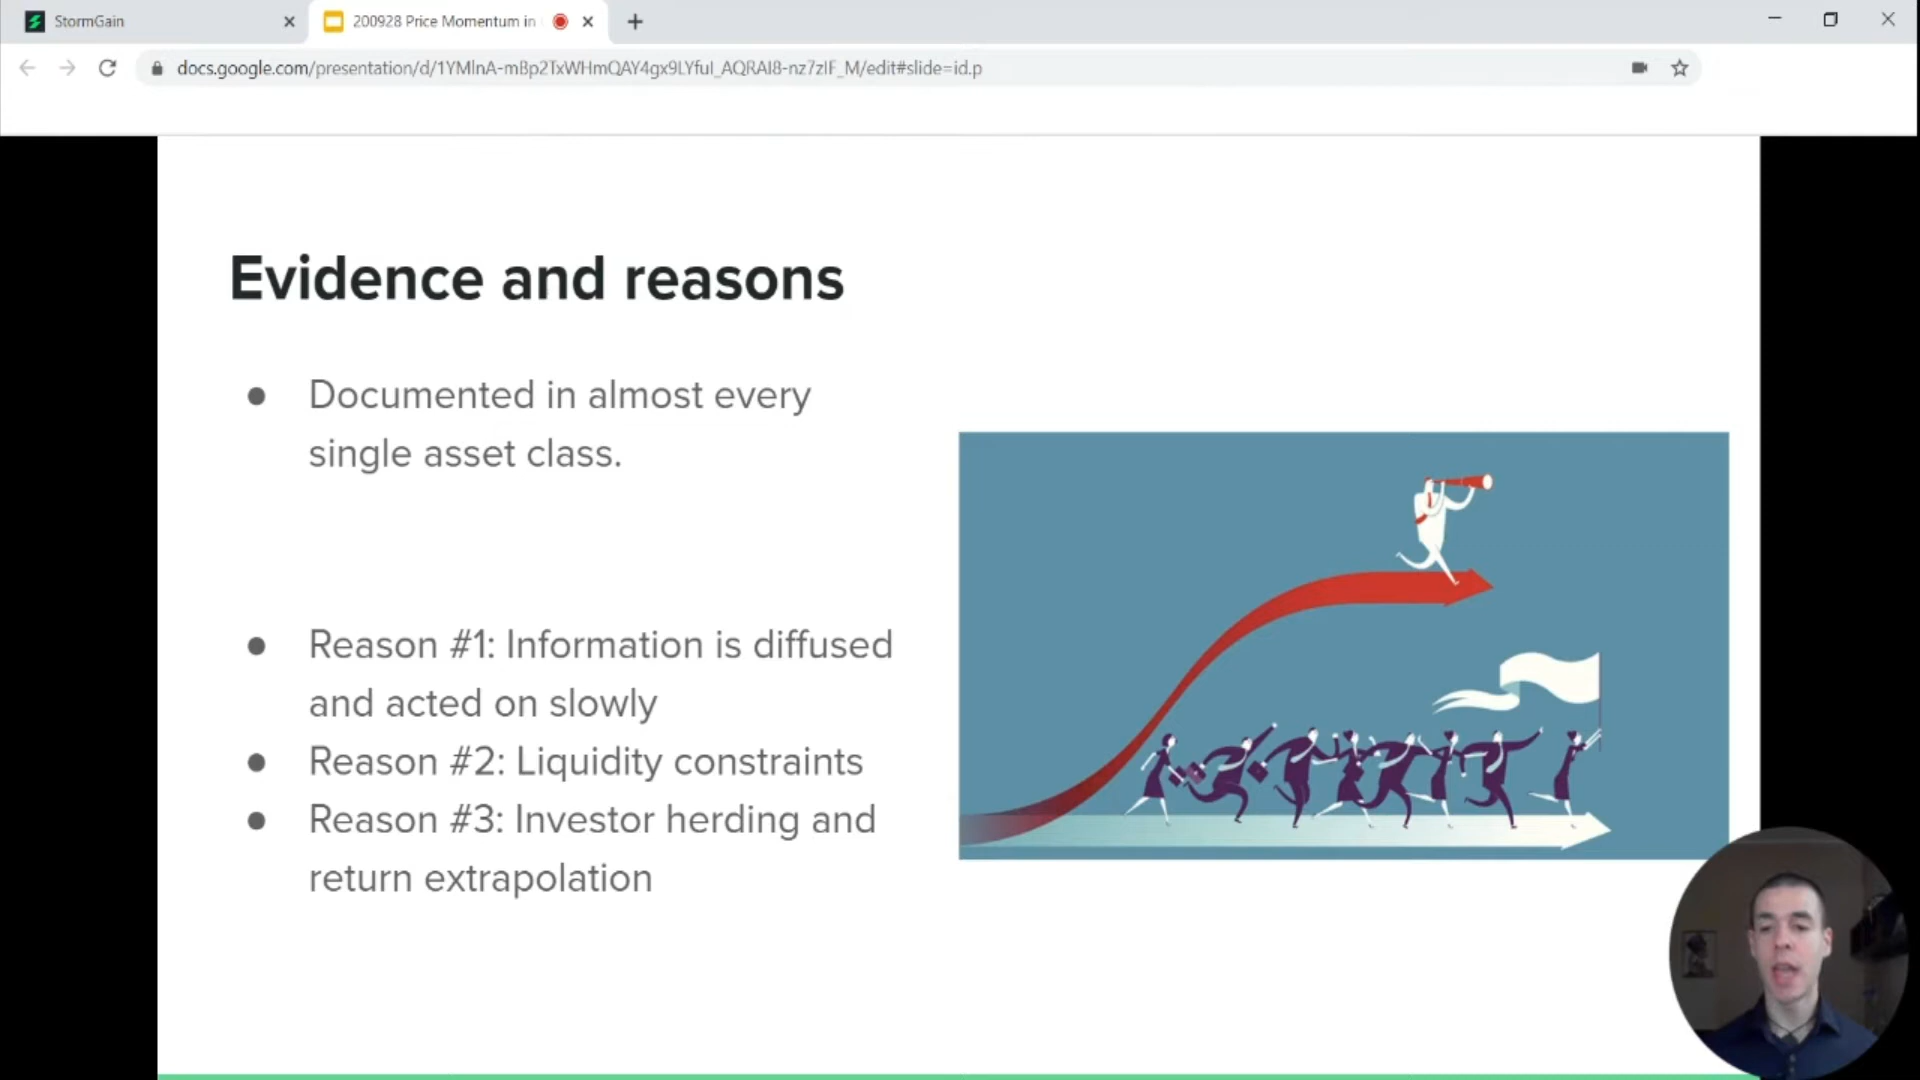 StormGain
200928 Price Momentum in
docs.google.com/presentation/d/1YMlnA-mBp2TxWHmQAY4gx9LYfuI_AQRAI8-nz7zIF_M/edit#slide=id.p
Evidence and reasons
● Documented in almost every
single asset class.
● Reason #1: Information is diffused
and acted on slowly
● Reason #2: Liquidity constraints
● Reason #3: Investor herding and
return extrapolation